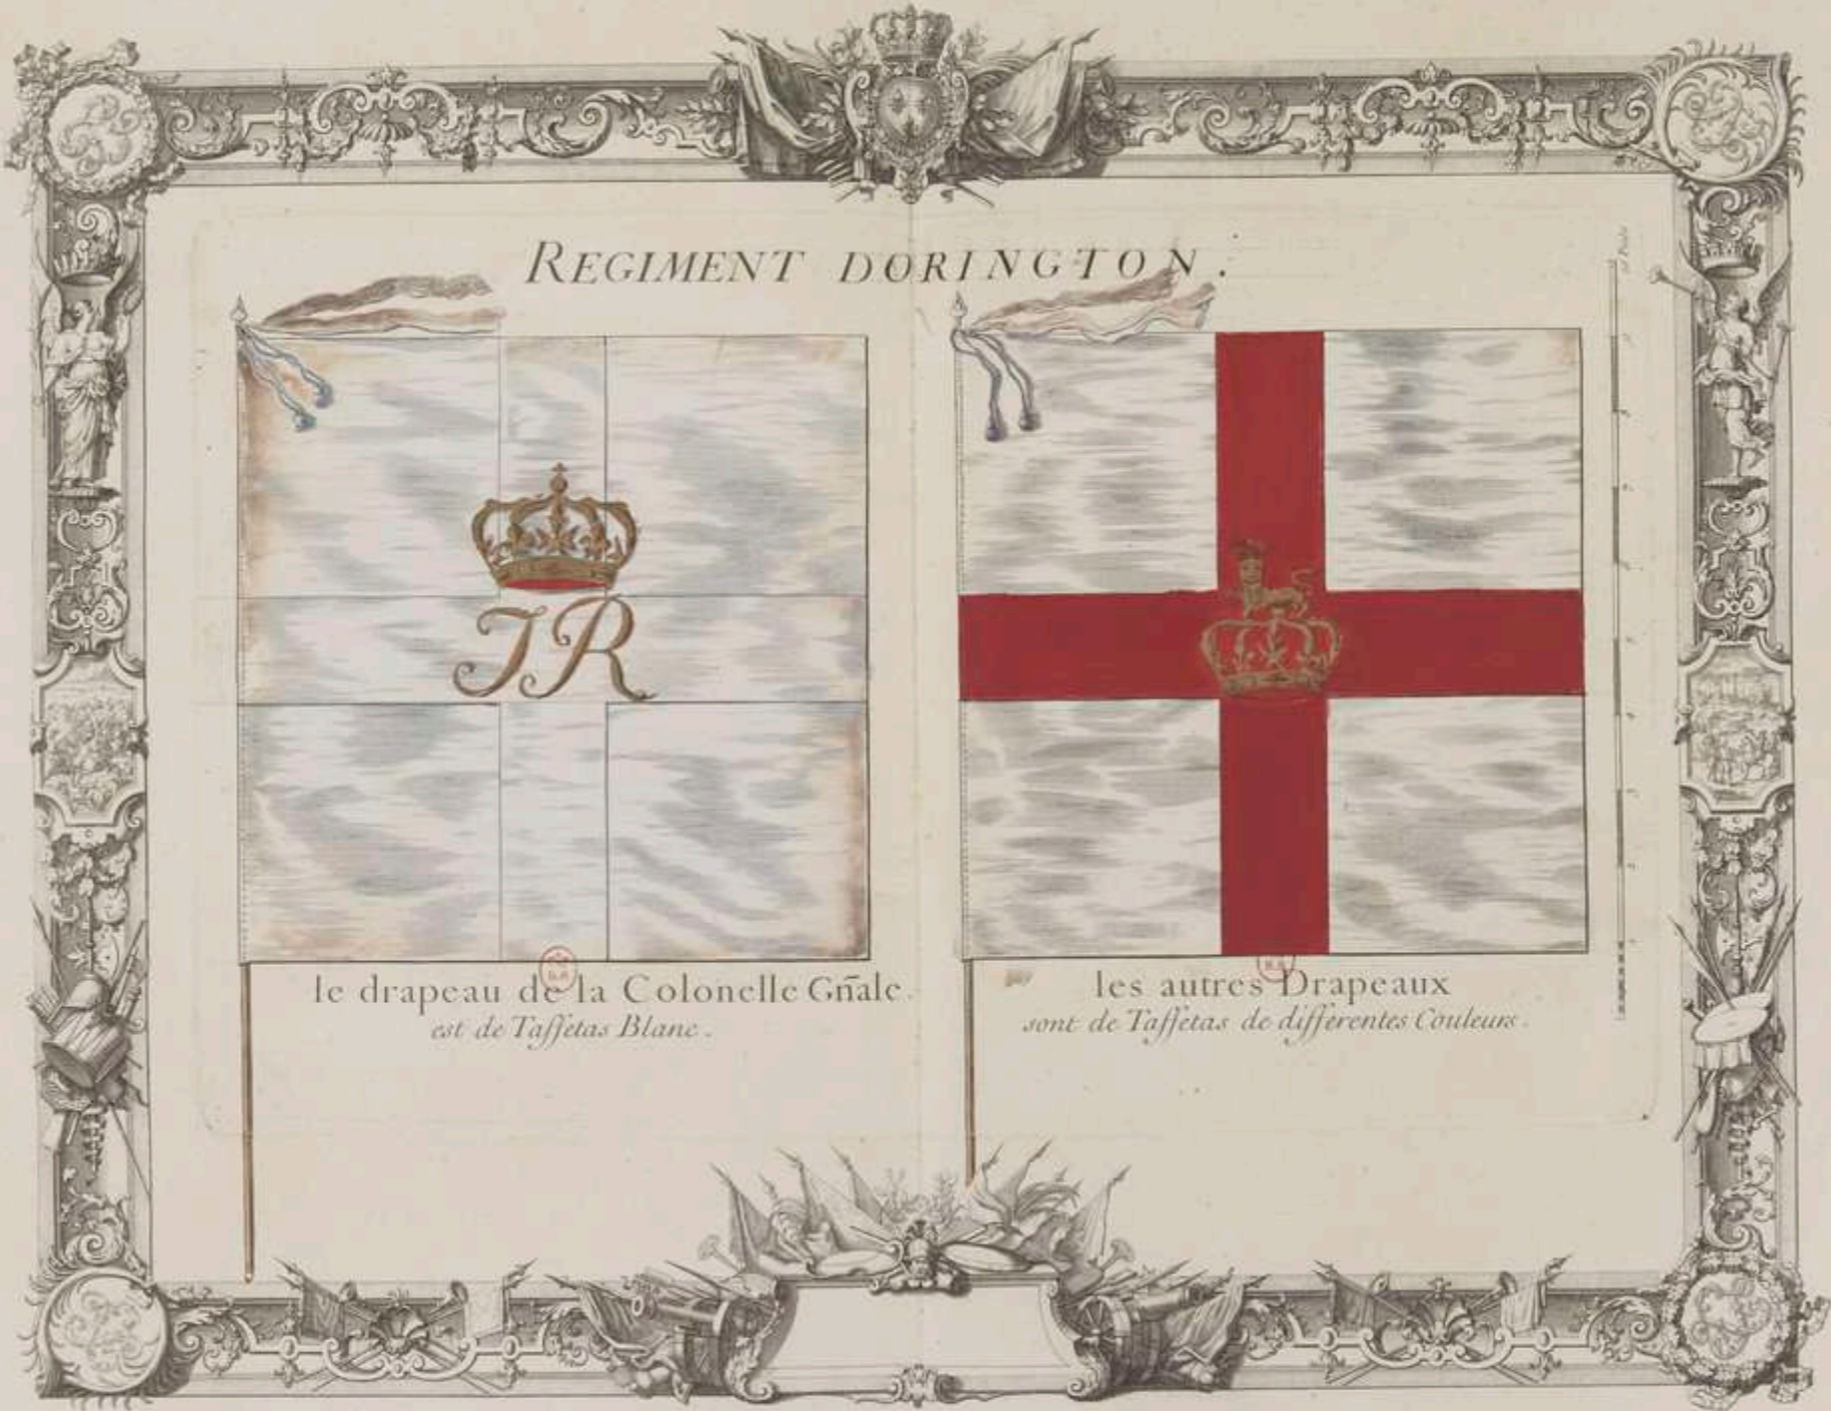 REGIMENT DORINGTON.
JR
le drapeau de la Colonelle Gñale.
est de Taffetas Blanc.
les autres Drapeaux
sont de Taffetas de differentes Couleurs.